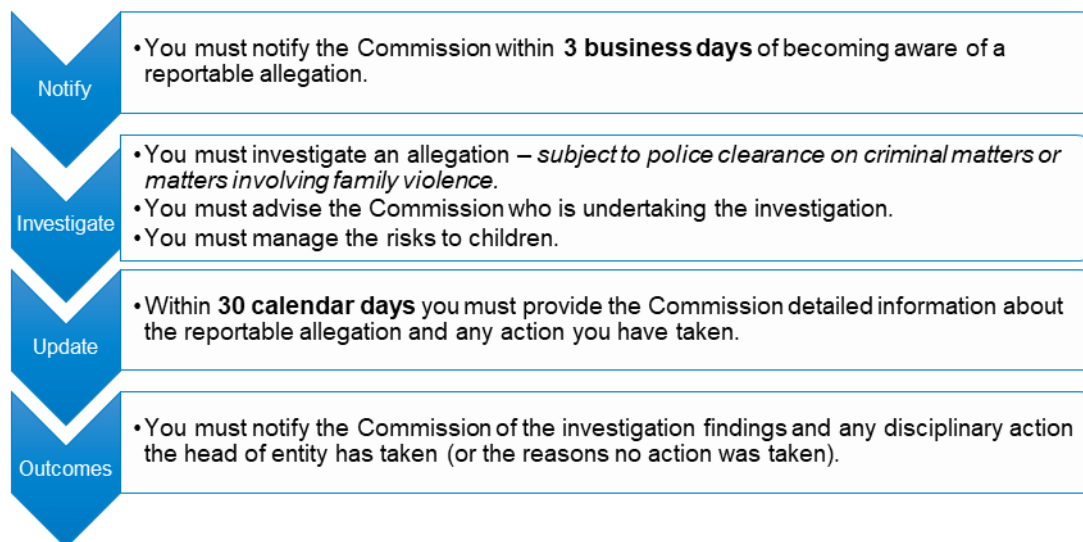 Notify
•You must notify the Commission within 3 business days of becoming aware of a
reportable allegation.
Investigate
•You must investigate an allegation – subject to police clearance on criminal matters or
matters involving family violence.
•You must advise the Commission who is undertaking the investigation.
•You must manage the risks to children.
Update
•Within 30 calendar days you must provide the Commission detailed information about
the reportable allegation and any action you have taken.
Outcomes
•You must notify the Commission of the investigation findings and any disciplinary action
the head of entity has taken (or the reasons no action was taken).